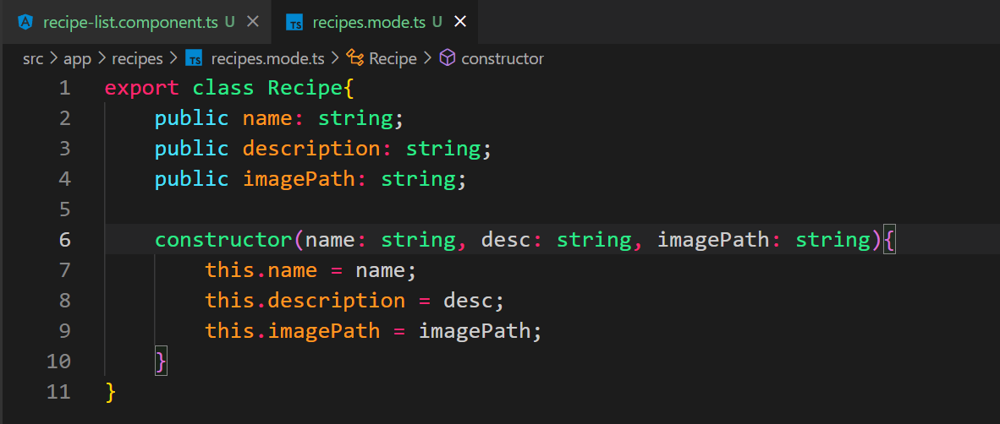 recipe-list.component.ts U TS recipes.mode.ts U
src app recipes TS recipes.mode.ts Recipe constructor
1 export class Recipe{
2 public name: string;
3 public description: string;
4 public imagePath: string;
5
6 constructor(name: string, desc: string, imagePath: string){
7 this.name = name;
8 this.description = desc;
9 this.imagePath = imagePath;
10 }
11 }